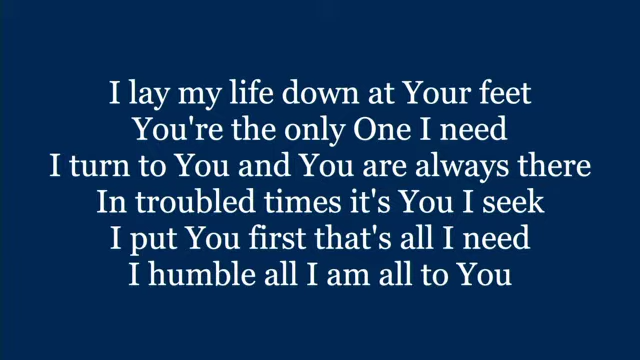 I lay my life down at Your feet
You're the only One I need
I turn to You and You are always there
In troubled times it's You I seek
I put You first that's all I need
I humble all I am all to You